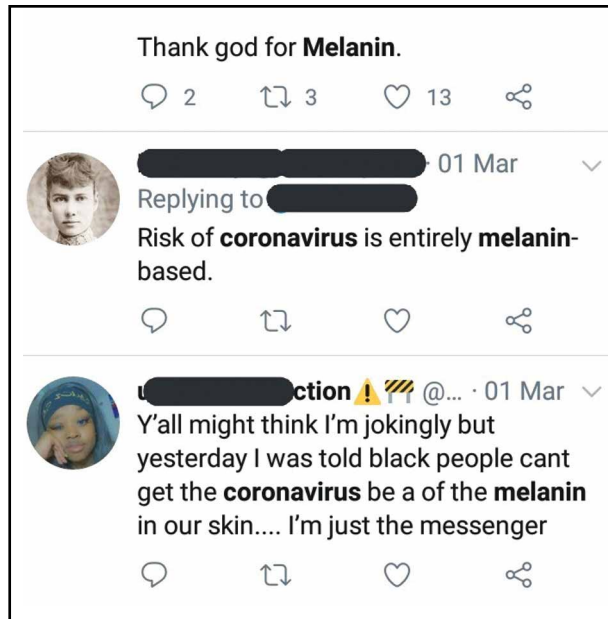 Thank god for Melanin.
2 3 13
· 01 Mar
Replying to
Risk of coronavirus is entirely melanin-
based.
ction⚠️🚧 @... · 01 Mar
Y'all might think I'm jokingly but
yesterday I was told black people cant
get the coronavirus be a of the melanin
in our skin.... I'm just the messenger